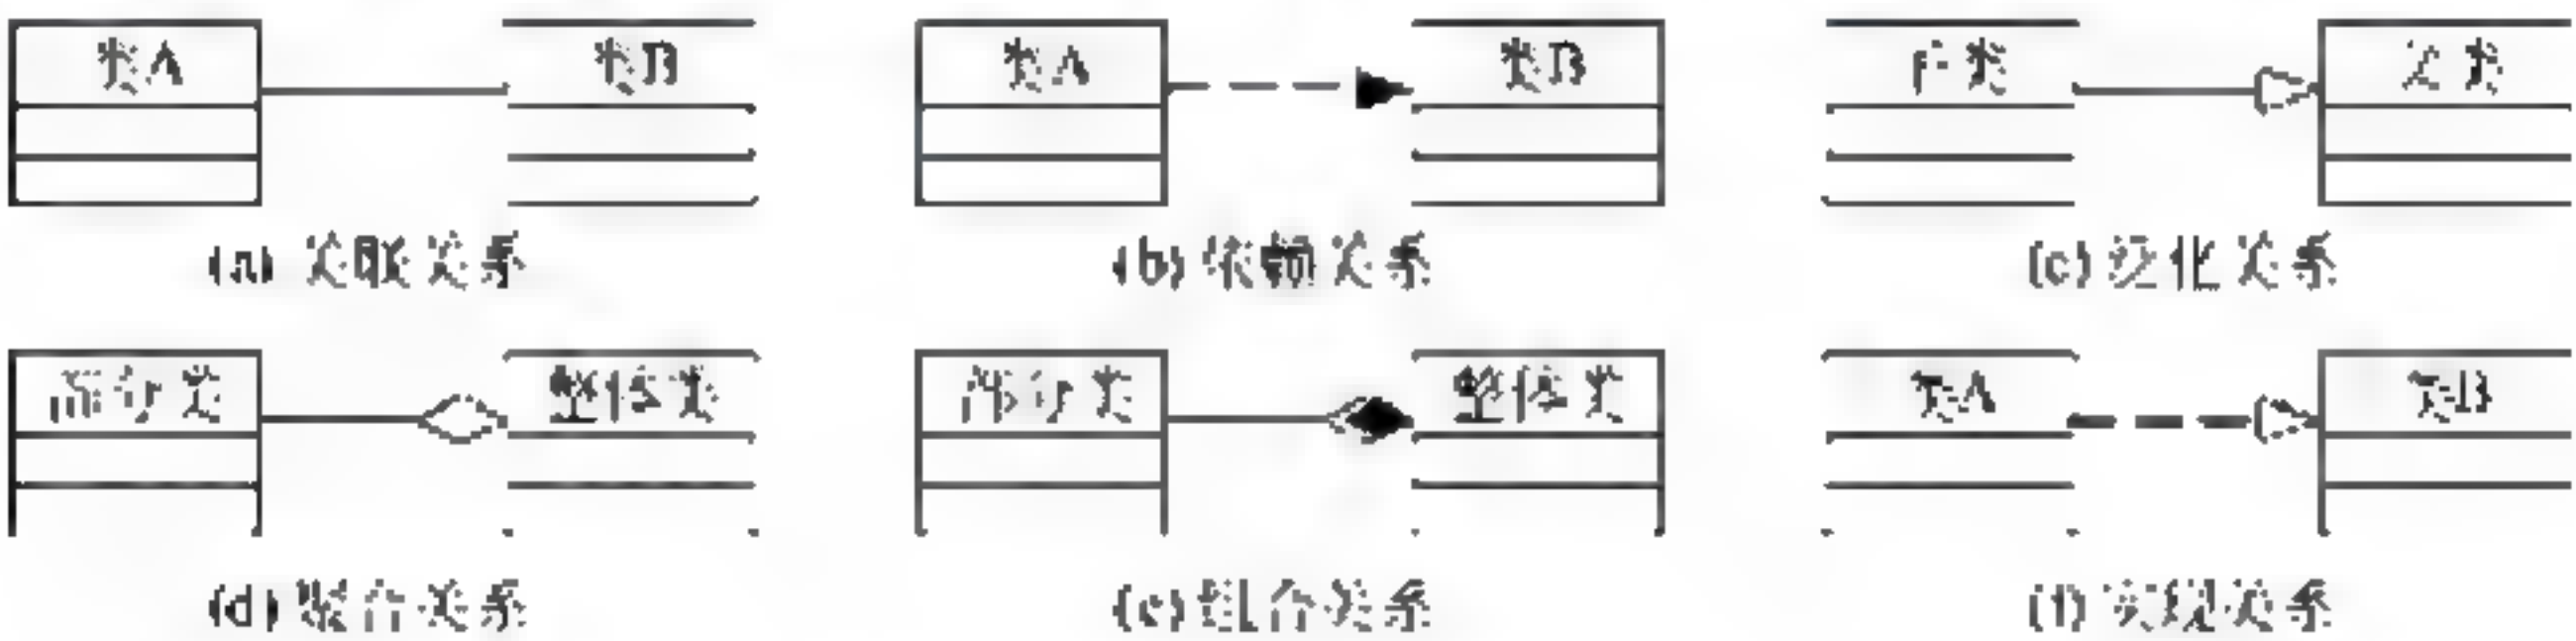 类A 类B 类A 类B 子类 父类
(a) 关联关系 (b) 依赖关系 (c) 泛化关系
部分类 整体类 部分类 整体类 类A 类B
(d) 聚合关系 (e) 组合关系 (f) 实现关系